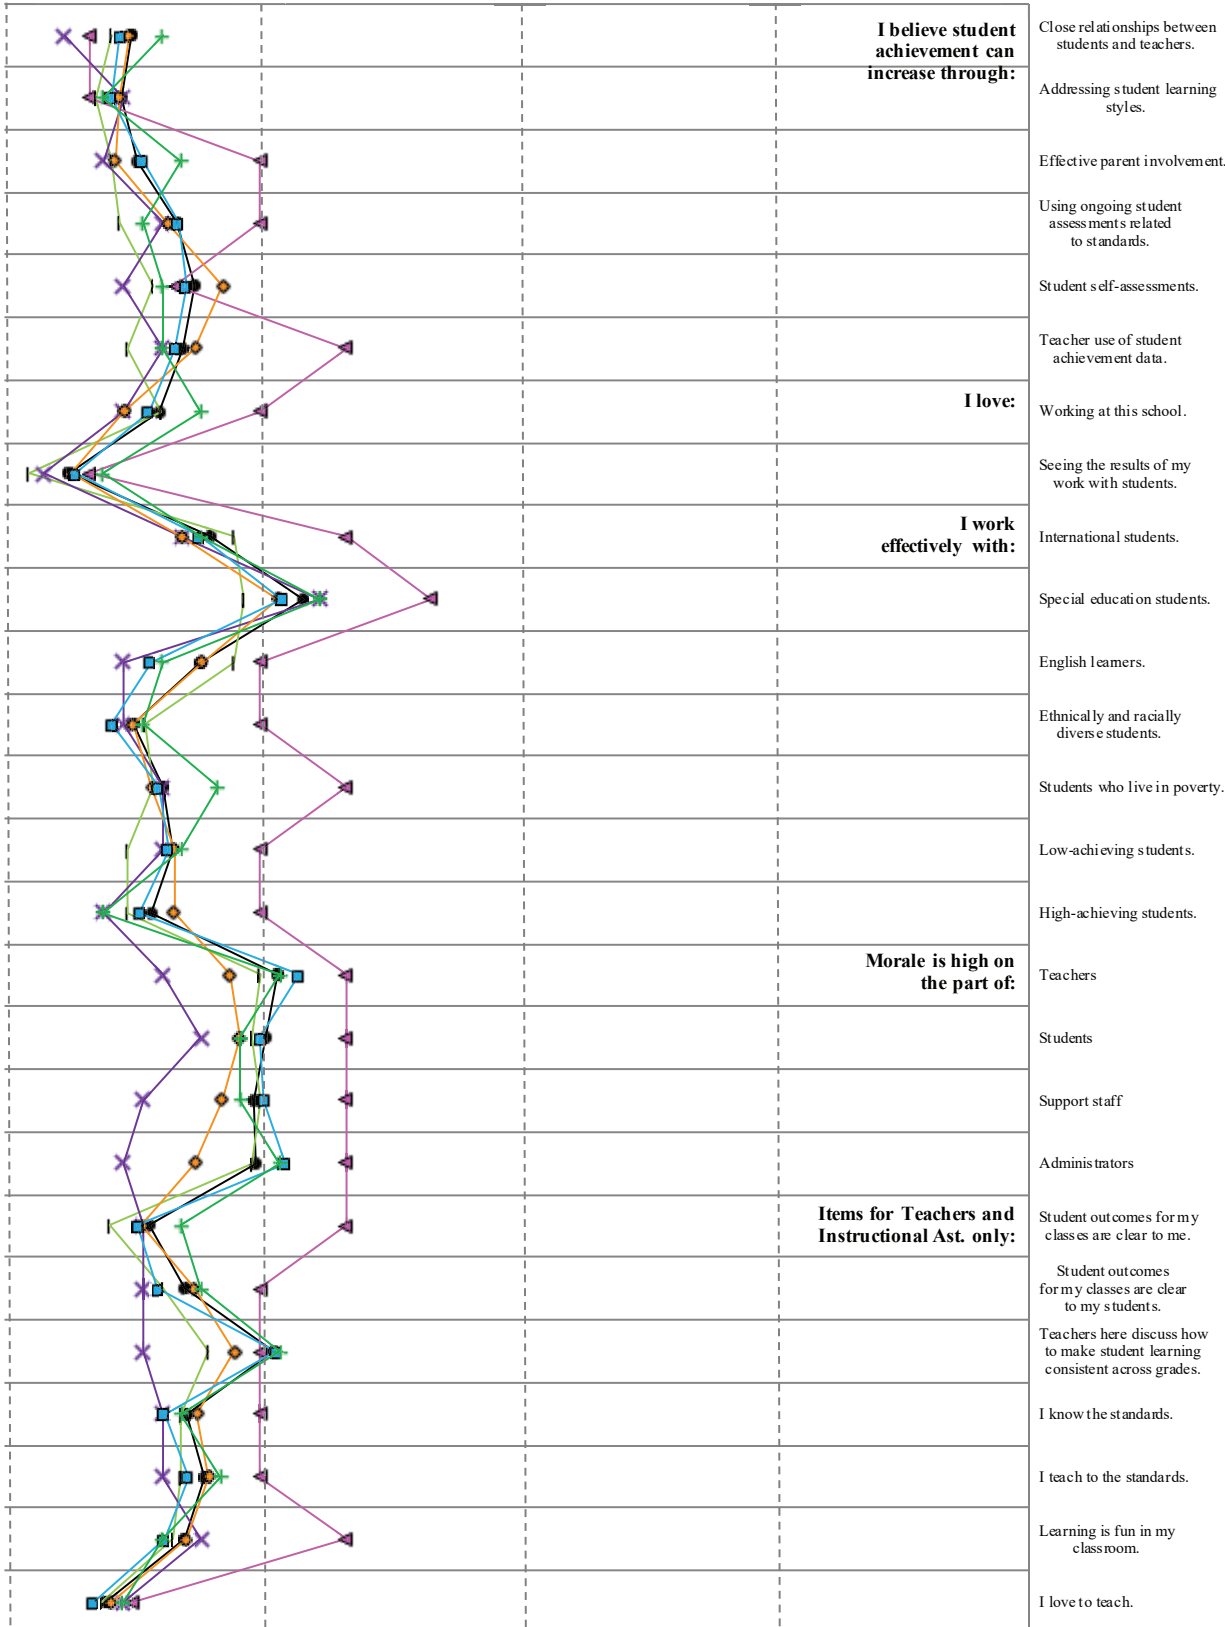 I believe student
achievement can
increase through:
Close relationships between
students and teachers.
Addressing student learning
styles.
Effective parent involvement.
Using ongoing student
assessments related
to standards.
Student self-assessments.
Teacher use of student
achievement data.
I love:
Working at this school.
Seeing the results of my
work with students.
I work
effectively with:
International students.
Special education students.
English learners.
Ethnically and racially
diverse students.
Students who live in poverty.
Low-achieving students.
High-achieving students.
Morale is high on
the part of:
Teachers
Students
Support staff
Administrators
Items for Teachers and
Instructional Ast. only:
Student outcomes for my
classes are clear to me.
Student outcomes
for my classes are clear
to my students.
Teachers here discuss how
to make student learning
consistent across grades.
I know the standards.
I teach to the standards.
Learning is fun in my
classroom.
I love to teach.